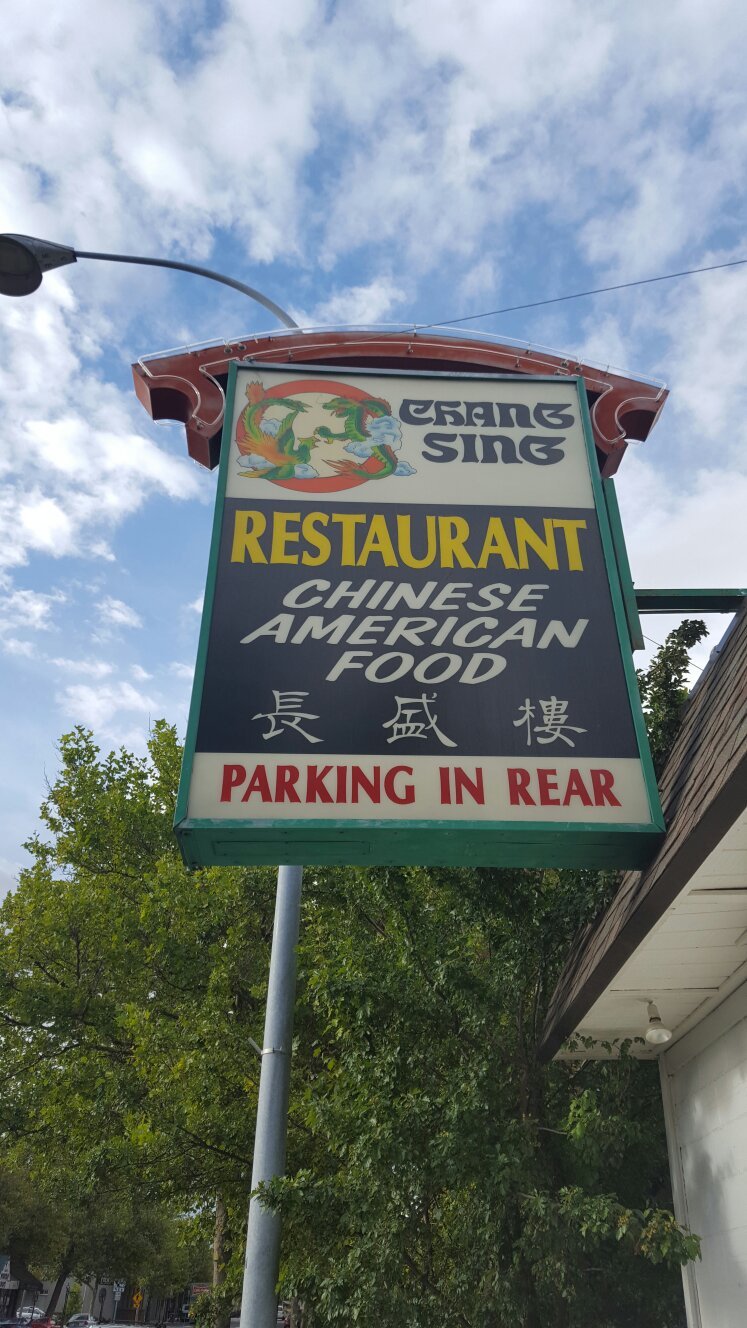 CHANG
SING
RESTAURANT
CHINESE
AMERICAN
FOOD
長 盛 樓
PARKING IN REAR